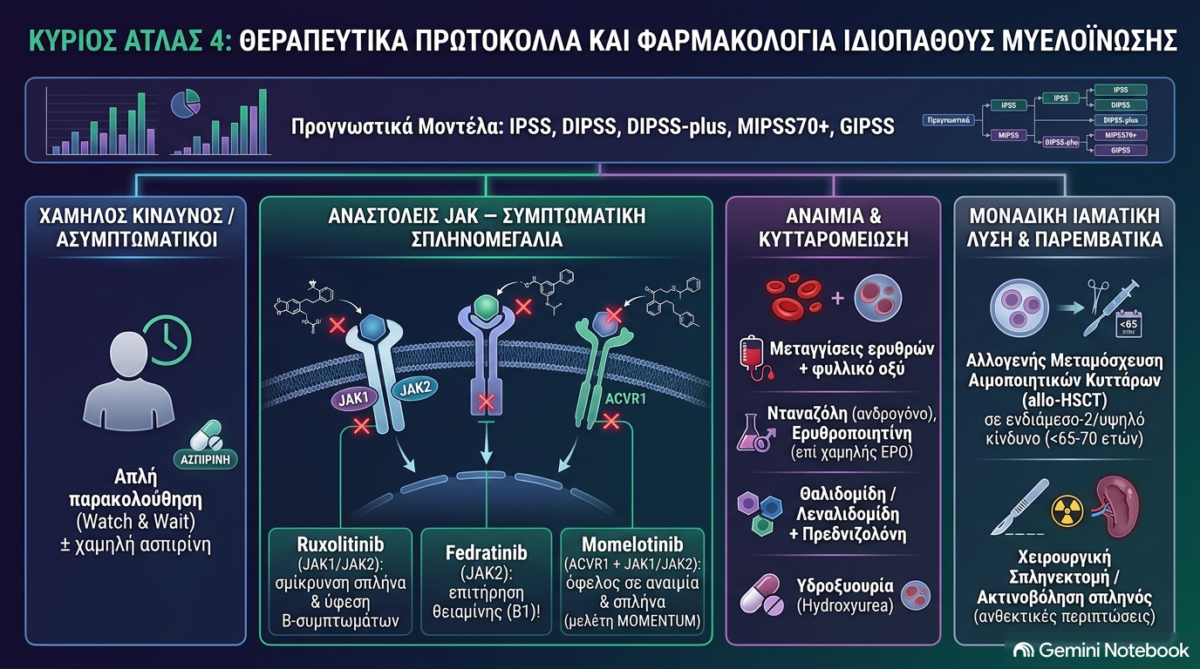 ΚΥΡΙΟΣ ΑΤΛΑΣ 4: ΘΕΡΑΠΕΥΤΙΚΑ ΠΡΩΤΟΚΟΛΛΑ ΚΑΙ ΦΑΡΜΑΚΟΛΟΓΙΑ ΙΔΙΟΠΑΘΟΥΣ ΜΥΕΛΟΪΝΩΣΗΣ
Προγνωστικά Μοντέλα: IPSS, DIPSS, DIPSS-plus, MIPSS70+, GIPSS
IPSS
MIPSS
IPSS
IPSS
DIPSS
DIPSS-plus
MIPSS70+
GIPSS
ΧΑΜΗΛΟΣ ΚΙΝΔΥΝΟΣ /
ΑΣΥΜΠΤΩΜΑΤΙΚΟΙ
ΑΣΠΙΡΙΝΗ
Απλή
παρακολούθηση
(Watch & Wait)
± χαμηλή ασπιρίνη
ΑΝΑΣΤΟΛΕΙΣ JAK — ΣΥΜΠΤΩΜΑΤΙΚΗ
ΣΠΛΗΝΟΜΕΓΑΛΙΑ
JAK1
JAK2
ACVR1
Ruxolitinib
(JAK1/JAK2):
σμίκρυνση σπλήνα
& ύφεση
Β-συμπτωμάτων
Fedratinib
(JAK2):
επιτήρηση
θειαμίνης (B1)!
Momelotinib
(ACVR1 + JAK1/JAK2):
όφελος σε αναιμία
& σπλήνα
(μελέτη MOMENTUM)
ΑΝΑΙΜΙΑ &
ΚΥΤΤΑΡΟΜΕΙΩΣΗ
+
Μεταγγίσεις ερυθρών
+ φυλλικό οξύ
Νταναζόλη (ανδρογόνο),
Ερυθροποιητίνη
(επί χαμηλής ΕΡΟ)
Θαλιδομίδη /
Λεναλιδομίδη
+ Πρεδνιζολόνη
Υδροξυουρία
(Hydroxyurea)
ΜΟΝΑΔΙΚΗ ΙΑΜΑΤΙΚΗ
ΛΥΣΗ & ΠΑΡΕΜΒΑΤΙΚΑ
<65
Αλλογενής Μεταμόσχευση
Αιμοποιητικών Κυττάρων
(allo-HSCT)
σε ενδιάμεσο-2/υψηλό
κίνδυνο (<65-70 ετών)
Χειρουργική
Σπληνεκτομή /
Ακτινοβόληση σπληνός
(ανθεκτικές περιπτώσεις)
Gemini Notebook